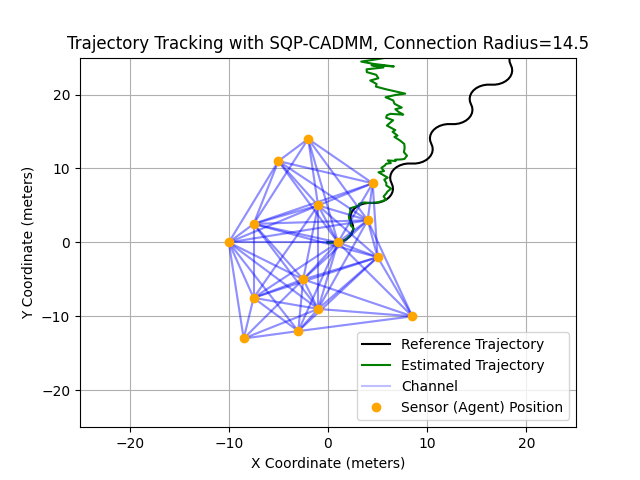 Trajectory Tracking with SQP-CADMM, Connection Radius=14.5
Y Coordinate (meters)
20
10
0
−10
−20
−20
−10
0
10
20
X Coordinate (meters)
Reference Trajectory
Estimated Trajectory
Channel
Sensor (Agent) Position